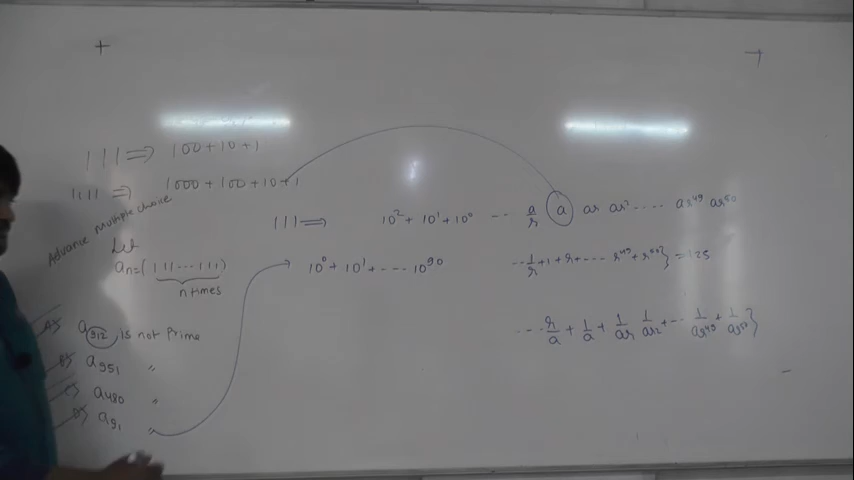 111 ⇒ 100 + 10 + 1
1111 ⇒ 1000 + 100 + 10 + 1
Advance Multiple choice
Let
aₙ = (111 ... 111)
n times
A) a₉₁₂ is not Prime
B) a₉₅₁ "
C) a₄₈₀ "
D) a₉₁ "
111 ⇒ 10² + 10¹ + 10⁰
10⁰ + 10¹ + ---- 10⁹⁰
-- a/r a ar ar² ---- ar⁴⁹ ar⁵⁰
-- 1/r + 1 + r + --- r⁴⁹ + r⁵⁰} = 125
--- r/a + 1/a + 1/ar 1/ar² + -- 1/ar⁴⁹ + 1/ar⁵⁰}